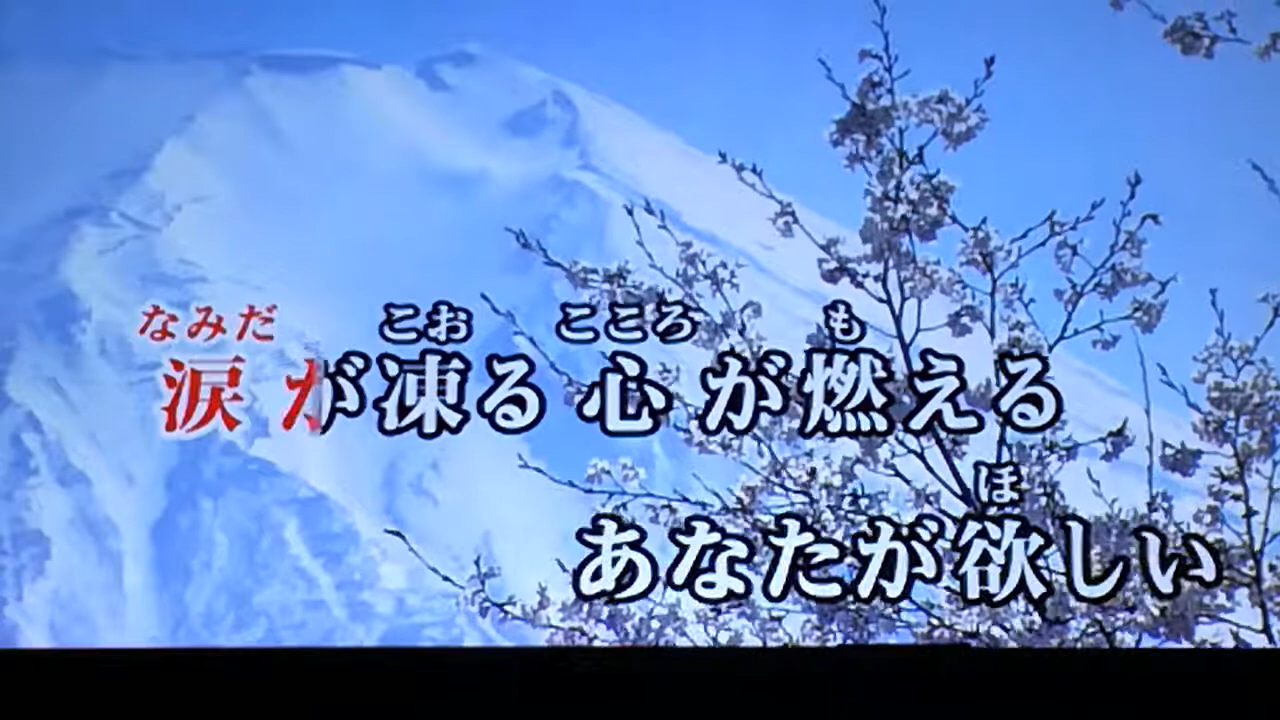 なみだ こお こころ も
涙が凍る 心が燃える
ほ
あなたが欲しい